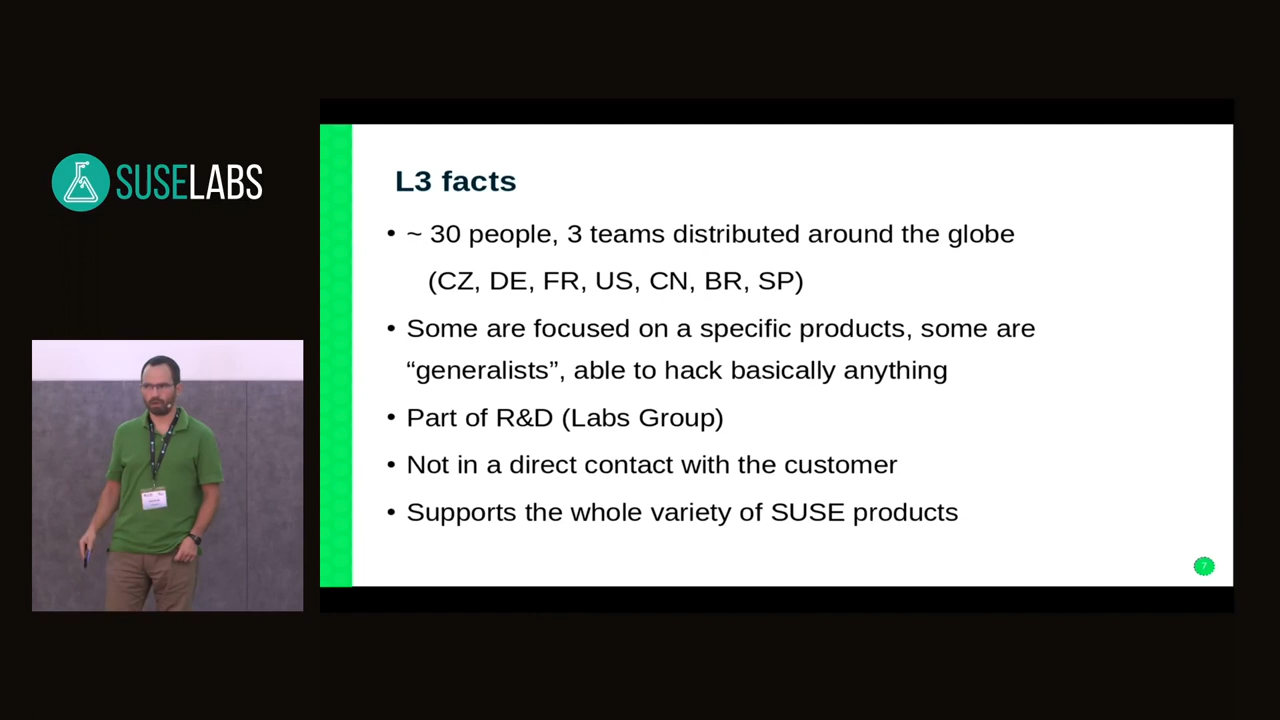 SUSELABS
L3 facts
• ~ 30 people, 3 teams distributed around the globe
(CZ, DE, FR, US, CN, BR, SP)
• Some are focused on a specific products, some are
“generalists”, able to hack basically anything
• Part of R&D (Labs Group)
• Not in a direct contact with the customer
• Supports the whole variety of SUSE products
7